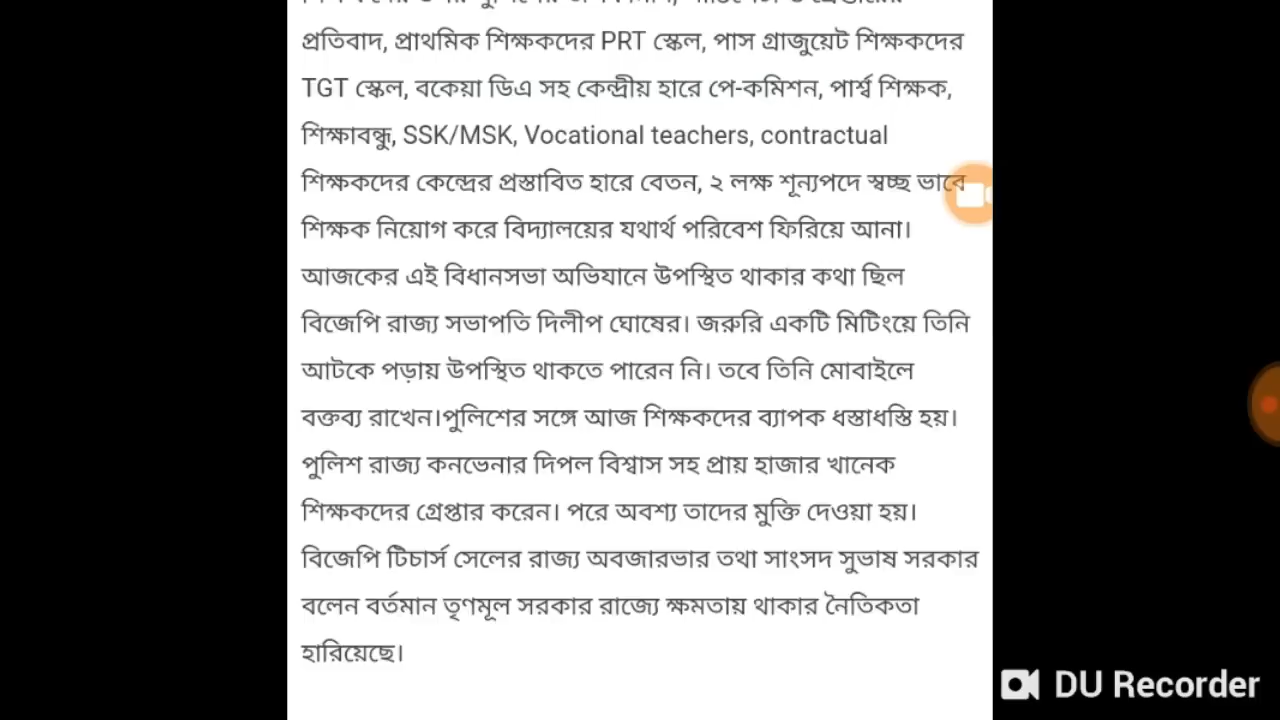 প্রতিবাদ, প্রাথমিক শিক্ষকদের PRT স্কেল, পাস গ্রাজুয়েট শিক্ষকদের
TGT স্কেল, বকেয়া ডিএ সহ কেন্দ্রীয় হারে পে-কমিশন, পার্শ্ব শিক্ষক,
শিক্ষাবন্ধু, SSK/MSK, Vocational teachers, contractual
শিক্ষকদের কেন্দ্রের প্রস্তাবিত হারে বেতন, ২ লক্ষ শূন্যপদে স্বচ্ছ ভাবে
শিক্ষক নিয়োগ করে বিদ্যালয়ের যথার্থ পরিবেশ ফিরিয়ে আনা।
আজকের এই বিধানসভা অভিযানে উপস্থিত থাকার কথা ছিল
বিজেপি রাজ্য সভাপতি দিলীপ ঘোষের। জরুরি একটি মিটিংয়ে তিনি
আটকে পড়ায় উপস্থিত থাকতে পারেন নি। তবে তিনি মোবাইলে
বক্তব্য রাখেন।পুলিশের সঙ্গে আজ শিক্ষকদের ব্যাপক ধস্তাধস্তি হয়।
পুলিশ রাজ্য কনভেনার দিপল বিশ্বাস সহ প্রায় হাজার খানেক
শিক্ষকদের গ্রেপ্তার করেন। পরে অবশ্য তাদের মুক্তি দেওয়া হয়।
বিজেপি টিচার্স সেলের রাজ্য অবজারভার তথা সাংসদ সুভাষ সরকার
বলেন বর্তমান তৃণমূল সরকার রাজ্যে ক্ষমতায় থাকার নৈতিকতা
হারিয়েছে।
DU Recorder